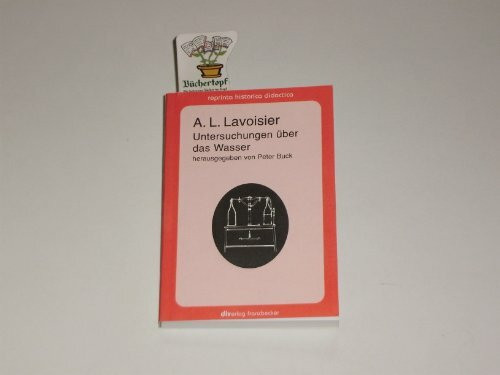 Büchertopf
reprints historica didactica
A. L. Lavoisier
Untersuchungen über
das Wasser
herausgegeben von Peter Buck
verlag franzbecker